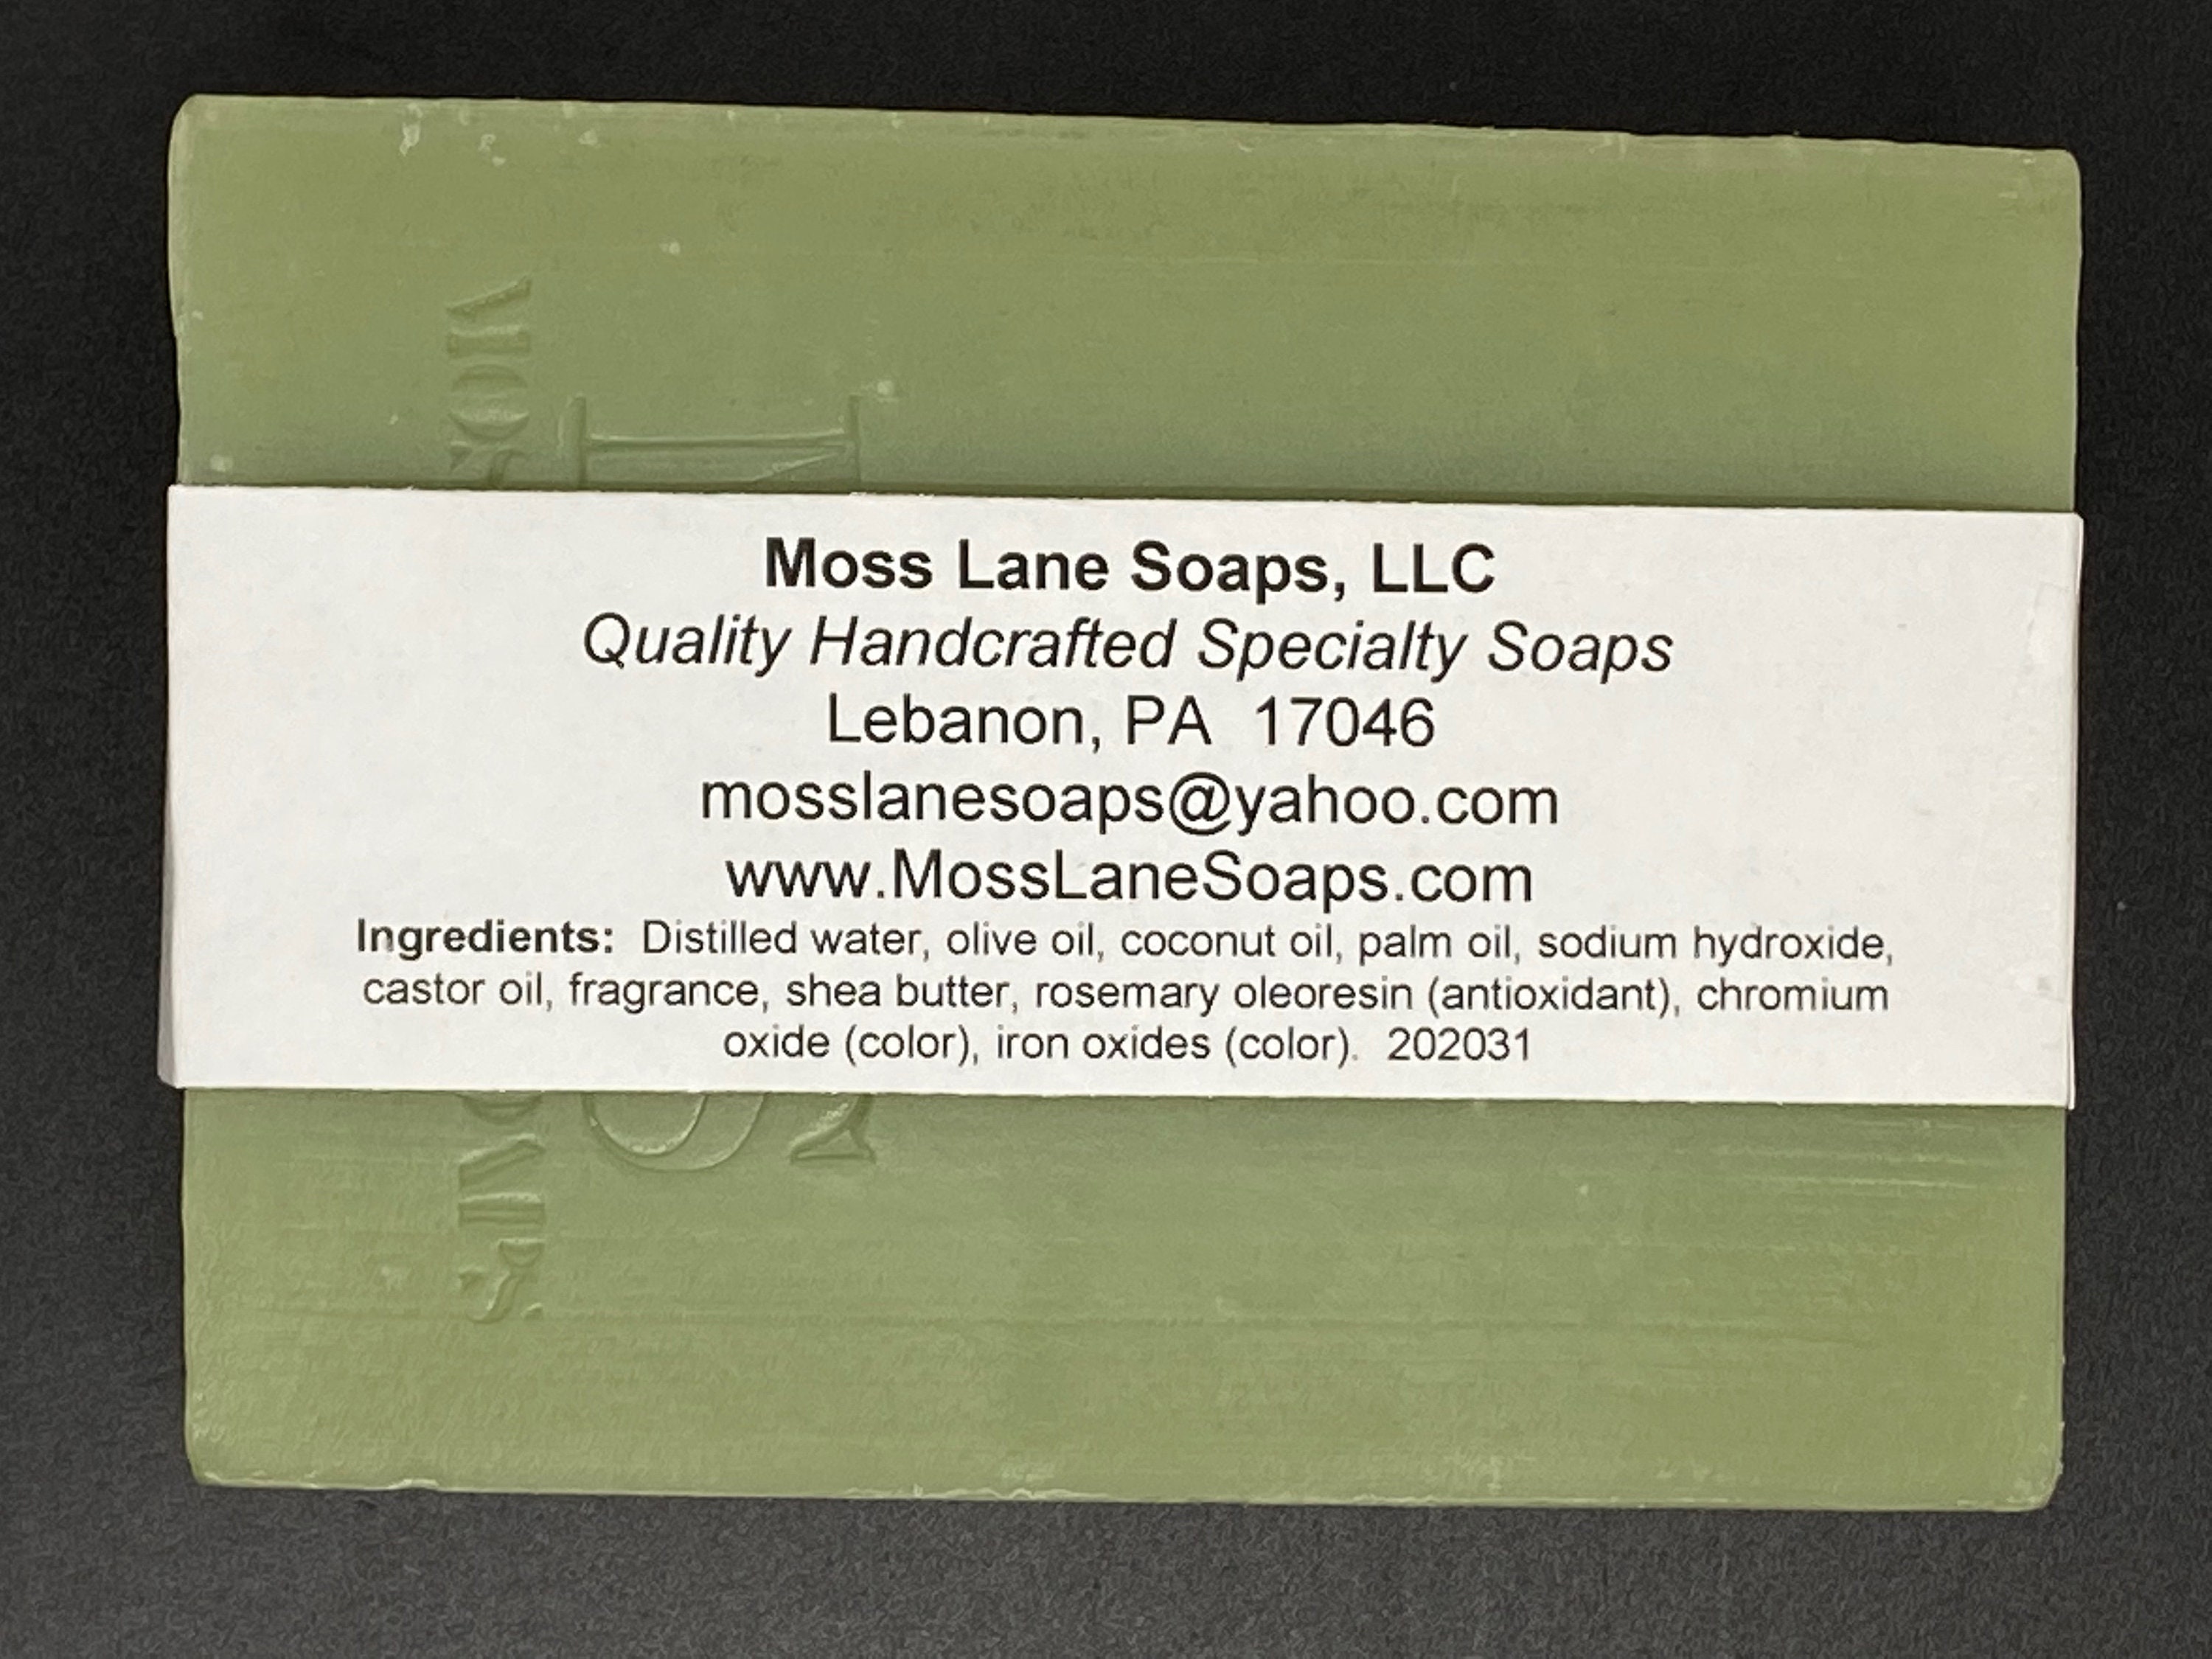 Moss Lane Soaps, LLC
Quality Handcrafted Specialty Soaps
Lebanon, PA 17046
mosslanesoaps@yahoo.com
www.MossLaneSoaps.com
Ingredients: Distilled water, olive oil, coconut oil, palm oil, sodium hydroxide,
castor oil, fragrance, shea butter, rosemary oleoresin (antioxidant), chromium
oxide (color), iron oxides (color). 202031